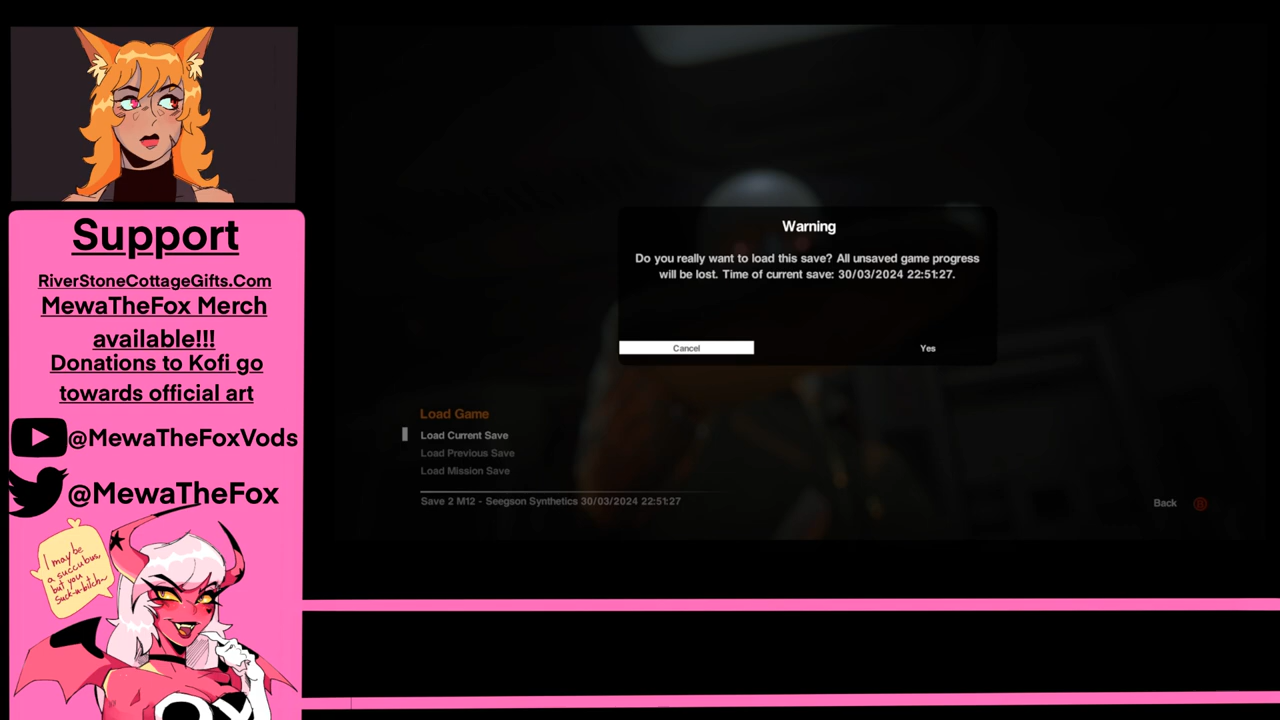 Support
RiverStoneCottageGifts.Com
MewaTheFox Merch
available!!!
Donations to Kofi go
towards official art
@MewaTheFoxVods
@MewaTheFox
I may be
a succubus,
but you
suck-a-bitch~
Warning
Do you really want to load this save? All unsaved game progress
will be lost. Time of current save: 30/03/2024 22:51:27.
Cancel
Yes
Load Game
Load Current Save
Load Previous Save
Load Mission Save
Save 2 M12 - Seegson Synthetics 30/03/2024 22:51:27
Back